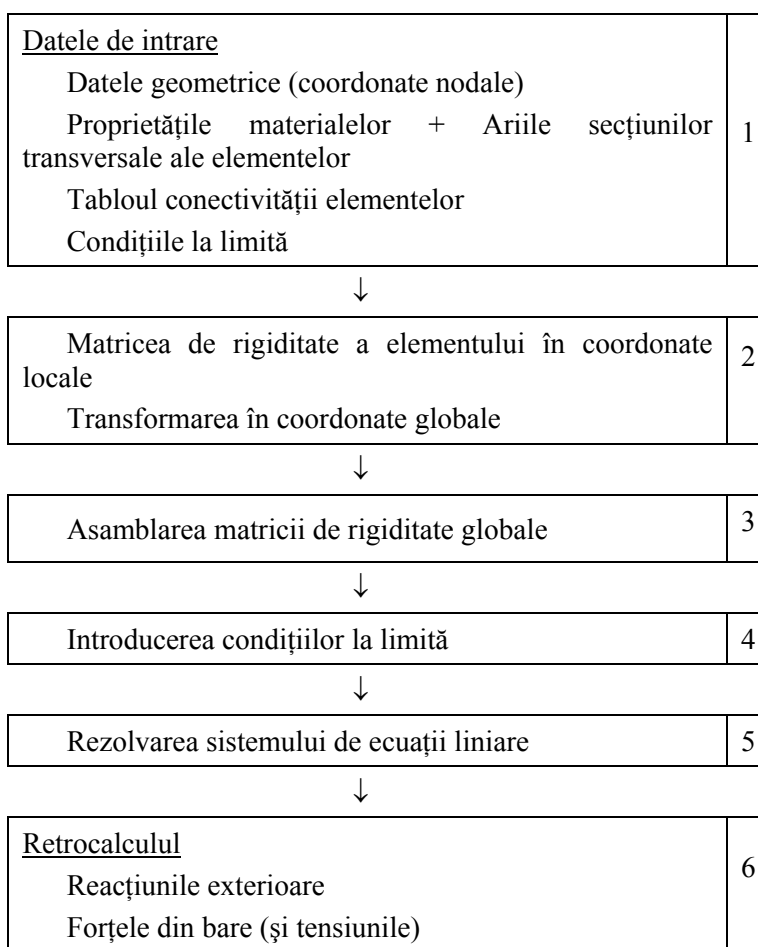 Datele de intrare
Datele geometrice (coordonate nodale)
Proprietățile materialelor + Ariile secțiunilor
transversale ale elementelor
Tabloul conectivității elementelor
Condițiile la limită
1
↓
Matricea de rigiditate a elementului în coordonate
locale
Transformarea în coordonate globale
2
↓
Asamblarea matricii de rigiditate globale
3
↓
Introducerea condițiilor la limită
4
↓
Rezolvarea sistemului de ecuații liniare
5
↓
Retrocalculul
Reacțiunile exterioare
Forțele din bare (şi tensiunile)
6